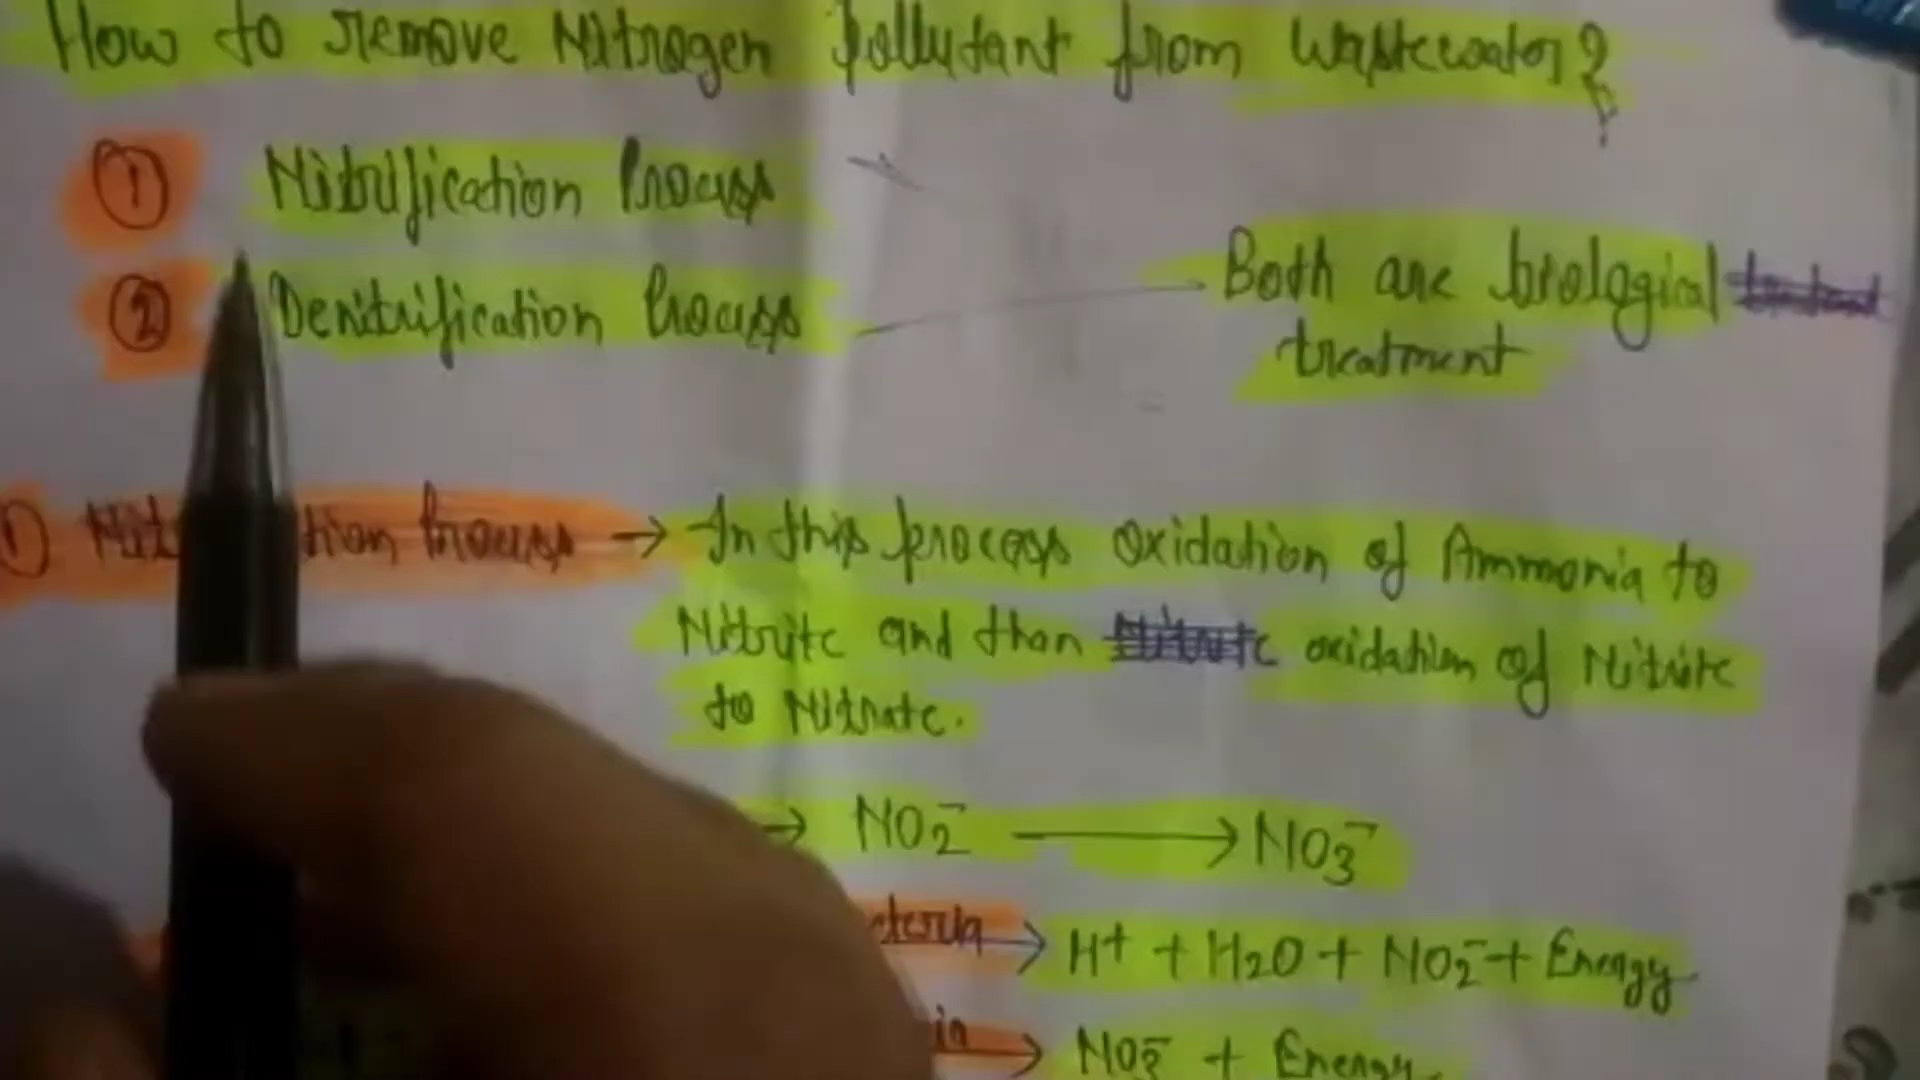 How to remove Nitrogen Pollutant from Wastewater?
① Nitrification Process
② Denitrification Process
Both are biological
treatment
① Process → In this process oxidation of Ammonia to
Nitrite and than oxidation of Nitrite
to Nitrate.
→ NO2⁻ → NO3⁻
→ H+ + H2O + NO2⁻ + Energy
→ NO3⁻ + Energy.